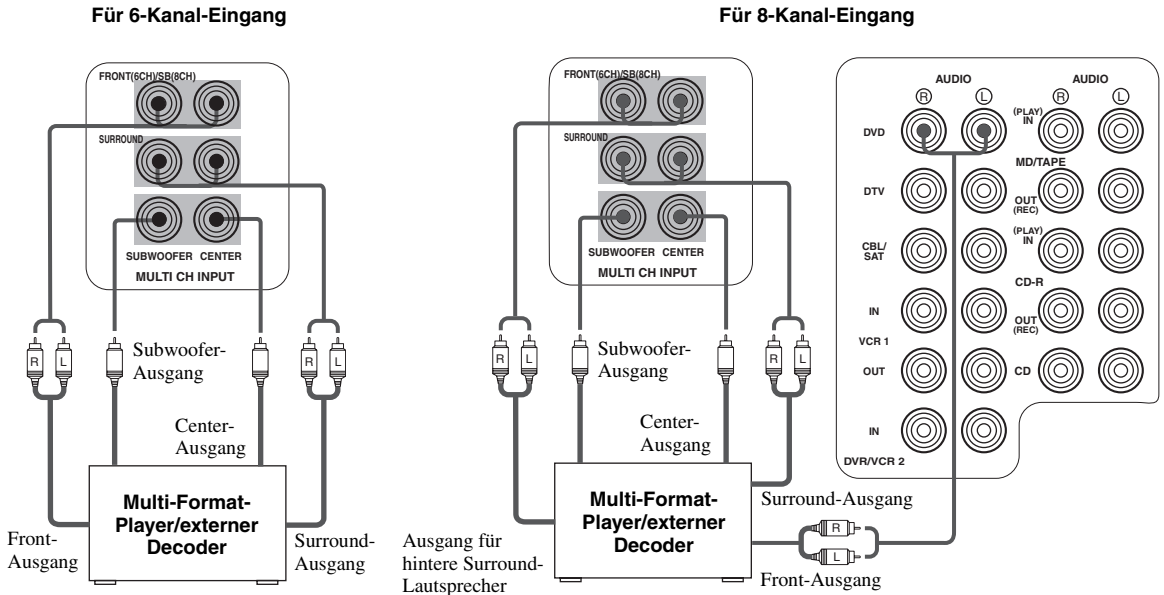 Für 6-Kanal-Eingang
FRONT(6CH)/SB(8CH)
SURROUND
SUBWOOFER CENTER
MULTI CH INPUT
R L
Subwoofer-
Ausgang
R L
Center-
Ausgang
Multi-Format-
Player/externer
Decoder
Front-
Ausgang
Surround-
Ausgang
Für 8-Kanal-Eingang
FRONT(6CH)/SB(8CH)
SURROUND
SUBWOOFER CENTER
MULTI CH INPUT
R L
Subwoofer-
Ausgang
R L
Center-
Ausgang
Multi-Format-
Player/externer
Decoder
Ausgang für
hintere Surround-
Lautsprecher
Surround-Ausgang
R
L
Front-Ausgang
AUDIO AUDIO
R L R L
DVD
(PLAY)
IN
MD/TAPE
DTV
OUT
(REC)
CBL/
SAT
(PLAY)
IN
CD-R
IN
OUT
(REC)
VCR 1
OUT
CD
IN
DVR/VCR 2